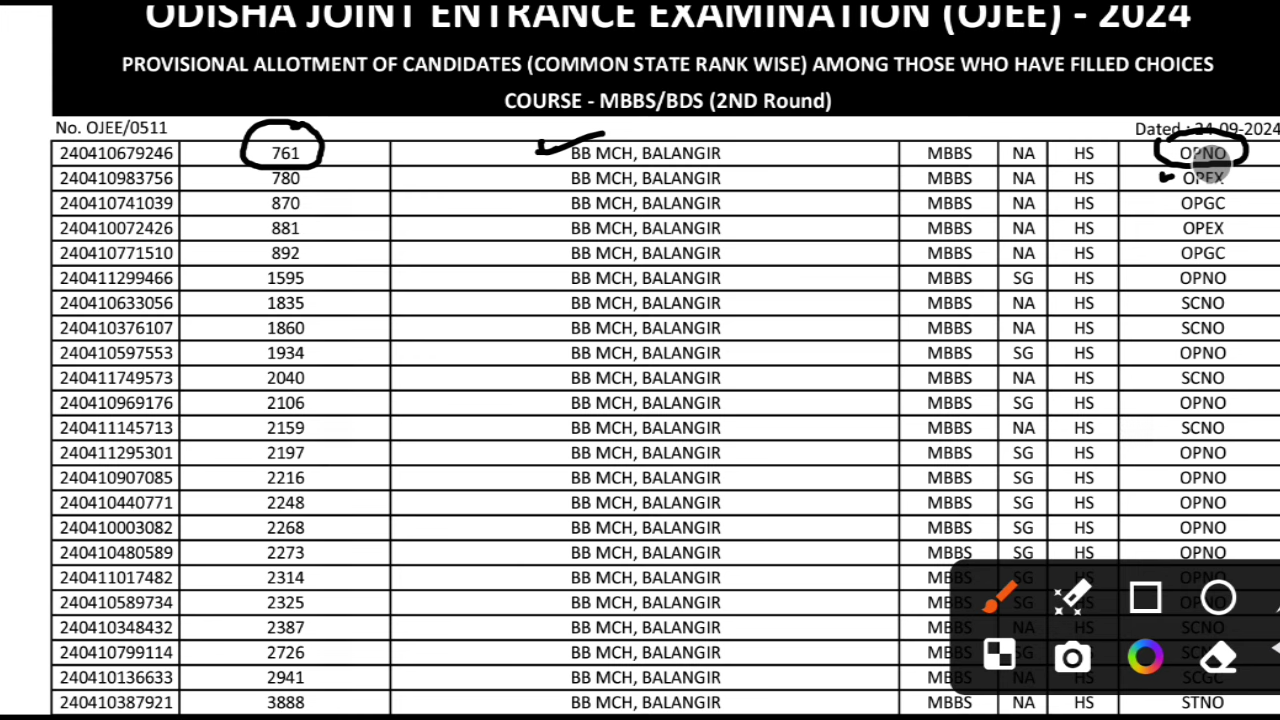 ODISHA JOINT ENTRANCE EXAMINATION (OJEE) - 2024
PROVISIONAL ALLOTMENT OF CANDIDATES (COMMON STATE RANK WISE) AMONG THOSE WHO HAVE FILLED CHOICES
COURSE - MBBS/BDS (2ND Round)
No. OJEE/0511 Dated : 24-09-2024
240410679246 761 BB MCH, BALANGIR MBBS NA HS OPNO
240410983756 780 BB MCH, BALANGIR MBBS NA HS OPEX
240410741039 870 BB MCH, BALANGIR MBBS NA HS OPGC
240410072426 881 BB MCH, BALANGIR MBBS NA HS OPEX
240410771510 892 BB MCH, BALANGIR MBBS NA HS OPGC
240411299466 1595 BB MCH, BALANGIR MBBS SG HS OPNO
240410633056 1835 BB MCH, BALANGIR MBBS NA HS SCNO
240410376107 1860 BB MCH, BALANGIR MBBS NA HS SCNO
240410597553 1934 BB MCH, BALANGIR MBBS SG HS OPNO
240411749573 2040 BB MCH, BALANGIR MBBS NA HS SCNO
240410969176 2106 BB MCH, BALANGIR MBBS SG HS OPNO
240411145713 2159 BB MCH, BALANGIR MBBS NA HS SCNO
240411295301 2197 BB MCH, BALANGIR MBBS SG HS OPNO
240410907085 2216 BB MCH, BALANGIR MBBS SG HS OPNO
240410440771 2248 BB MCH, BALANGIR MBBS SG HS OPNO
240410003082 2268 BB MCH, BALANGIR MBBS SG HS OPNO
240410480589 2273 BB MCH, BALANGIR MBBS SG HS OPNO
240411017482 2314 BB MCH, BALANGIR MBBS SG HS OPNO
240410589734 2325 BB MCH, BALANGIR MBBS SG HS OPNO
240410348432 2387 BB MCH, BALANGIR MBBS NA HS SCNO
240410799114 2726 BB MCH, BALANGIR MBBS SG HS
240410136633 2941 BB MCH, BALANGIR MBBS NA HS SCGC
240410387921 3888 BB MCH, BALANGIR MBBS NA HS STNO